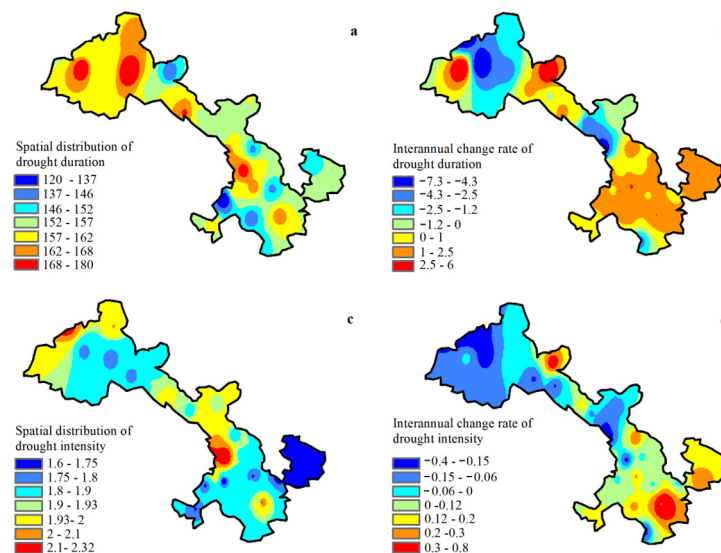 a
Spatial distribution of
drought duration
120 - 137
137 - 146
146 - 152
152 - 157
157 - 162
162 - 168
168 - 180
Interannual change rate of
drought duration
−7.3 - −4.3
−4.3 - −2.5
−2.5 - −1.2
−1.2 - 0
0 - 1
1 - 2.5
2.5 - 6
c
Spatial distribution of
drought intensity
1.6 - 1.75
1.75 - 1.8
1.8 - 1.9
1.9 - 1.93
1.93- 2
2 - 2.1
2.1- 2.32
Interannual change rate of
drought intensity
−0.4 - −0.15
−0.15 - −0.06
−0.06 - 0
0 -0.12
0.12 - 0.2
0.2 -0.3
0.3 - 0.8